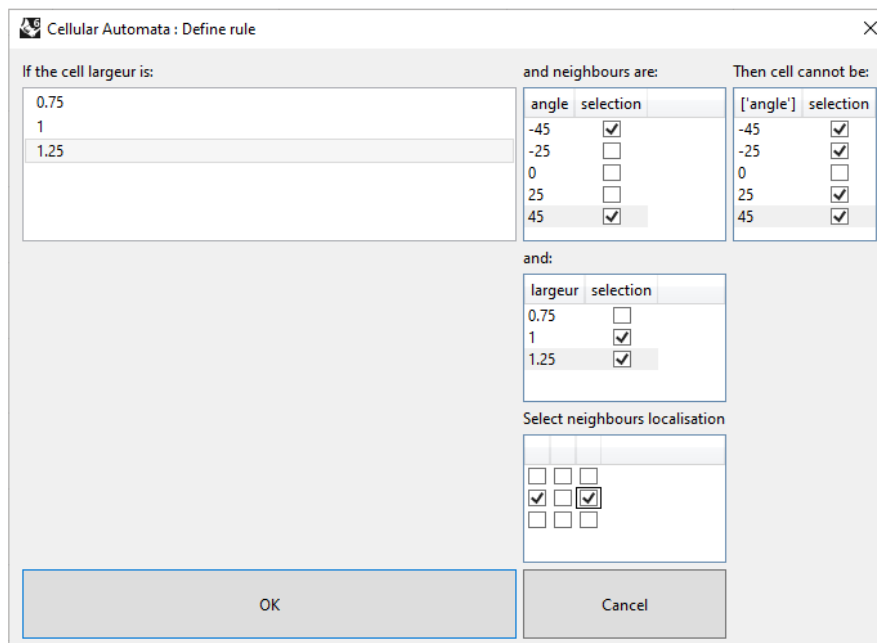 Cellular Automata : Define rule
If the cell largeur is:
0.75
1
1.25
and neighbours are:
angle selection
-45
-25
0
25
45
Then cell cannot be:
['angle'] selection
-45
-25
0
25
45
and:
largeur selection
0.75
1
1.25
Select neighbours localisation
OK
Cancel